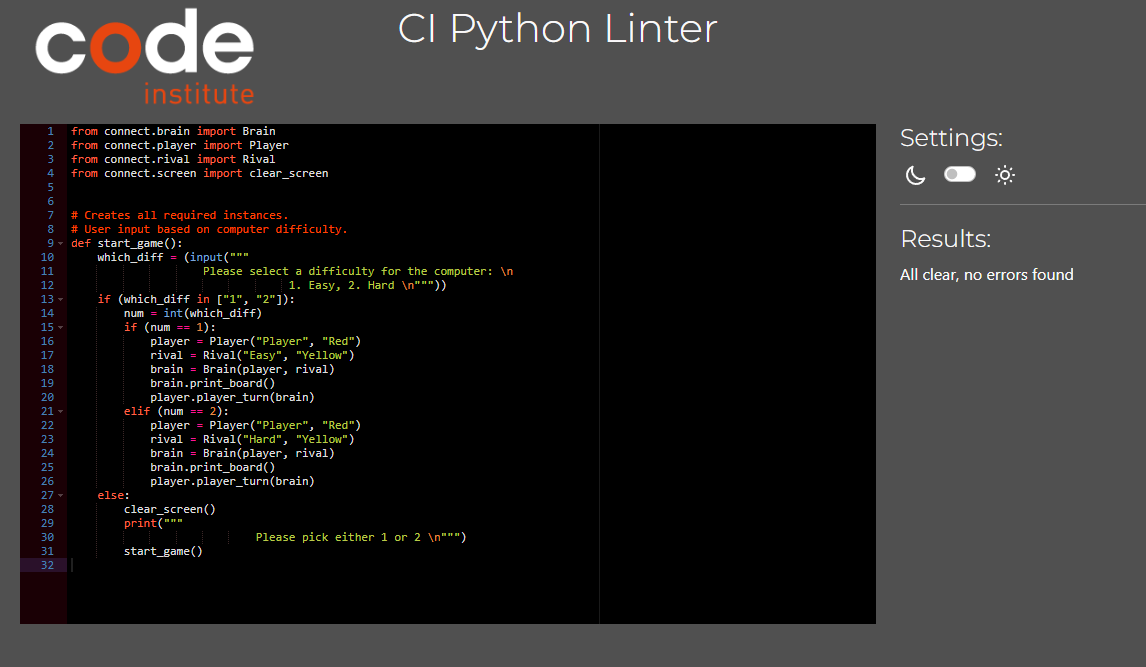 code
institute
CI Python Linter
1 from connect.brain import Brain
2 from connect.player import Player
3 from connect.rival import Rival
4 from connect.screen import clear_screen
5
6
7 # Creates all required instances.
8 # User input based on computer difficulty.
9 def start_game():
10     which_diff = (input("""
11                     Please select a difficulty for the computer: \n
12                                 1. Easy, 2. Hard \n"""))
13     if (which_diff in ["1", "2"]):
14         num = int(which_diff)
15         if (num == 1):
16             player = Player("Player", "Red")
17             rival = Rival("Easy", "Yellow")
18             brain = Brain(player, rival)
19             brain.print_board()
20             player.player_turn(brain)
21         elif (num == 2):
22             player = Player("Player", "Red")
23             rival = Rival("Hard", "Yellow")
24             brain = Brain(player, rival)
25             brain.print_board()
26             player.player_turn(brain)
27     else:
28         clear_screen()
29         print("""
30                             Please pick either 1 or 2 \n""")
31         start_game()
32
Settings:
Results:
All clear, no errors found